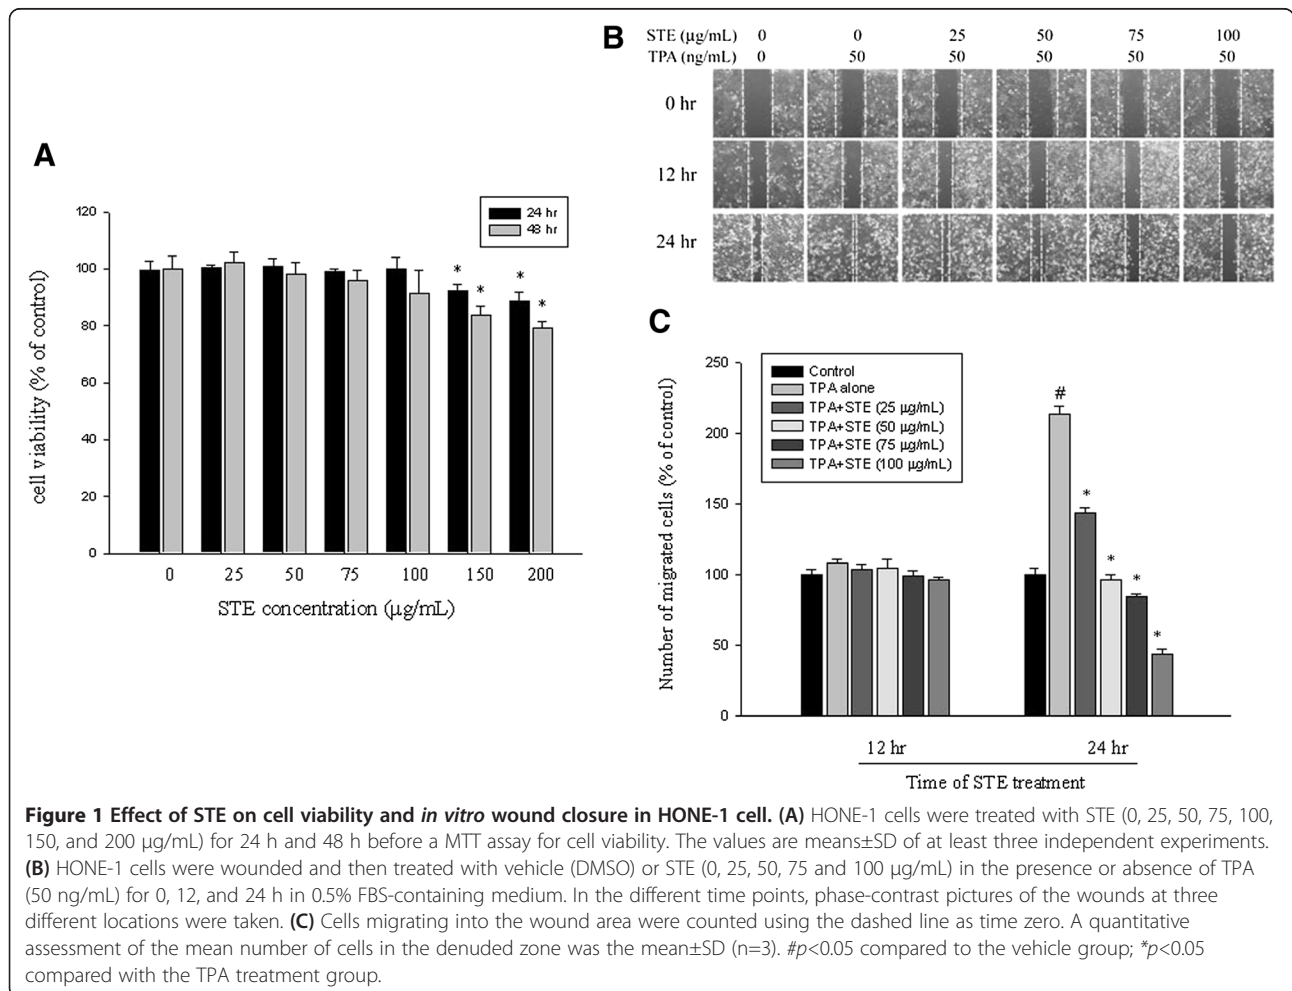 A
cell viability (% of control)
120
100
80
60
40
20
0
24 hr
48 hr
* *
* *
0 25 50 75 100 150 200
STE concentration (µg/mL)
B
STE (µg/mL) 0 0 25 50 75 100
TPA (ng/mL) 0 50 50 50 50 50
0 hr
12 hr
24 hr
C
Number of migrated cells (% of control)
250
200
150
100
50
0
Control
TPA alone
TPA+STE (25 µg/mL)
TPA+STE (50 µg/mL)
TPA+STE (75 µg/mL)
TPA+STE (100 µg/mL)
#
*
*
*
*
12 hr 24 hr
Time of STE treatment
Figure 1 Effect of STE on cell viability and in vitro wound closure in HONE-1 cell. (A) HONE-1 cells were treated with STE (0, 25, 50, 75, 100,
150, and 200 µg/mL) for 24 h and 48 h before a MTT assay for cell viability. The values are means±SD of at least three independent experiments.
(B) HONE-1 cells were wounded and then treated with vehicle (DMSO) or STE (0, 25, 50, 75 and 100 µg/mL) in the presence or absence of TPA
(50 ng/mL) for 0, 12, and 24 h in 0.5% FBS-containing medium. In the different time points, phase-contrast pictures of the wounds at three
different locations were taken. (C) Cells migrating into the wound area were counted using the dashed line as time zero. A quantitative
assessment of the mean number of cells in the denuded zone was the mean±SD (n=3). #p<0.05 compared to the vehicle group; *p<0.05
compared with the TPA treatment group.